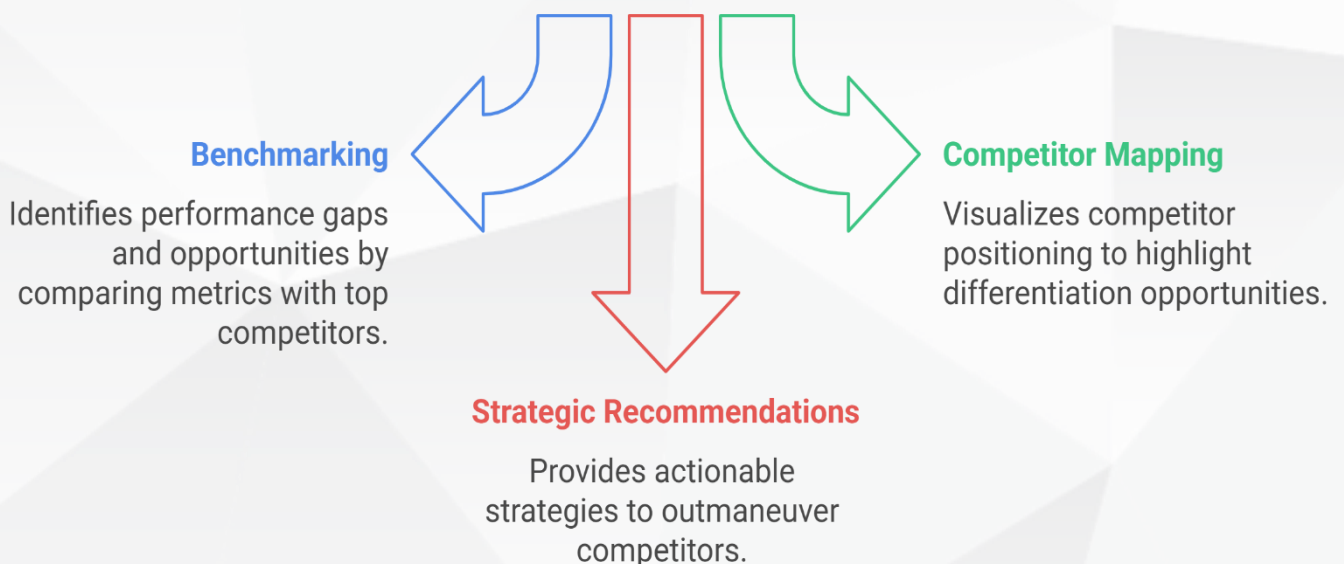 Benchmarking
Identifies performance gaps
and opportunities by
comparing metrics with top
competitors.
Strategic Recommendations
Provides actionable
strategies to outmaneuver
competitors.
Competitor Mapping
Visualizes competitor
positioning to highlight
differentiation opportunities.